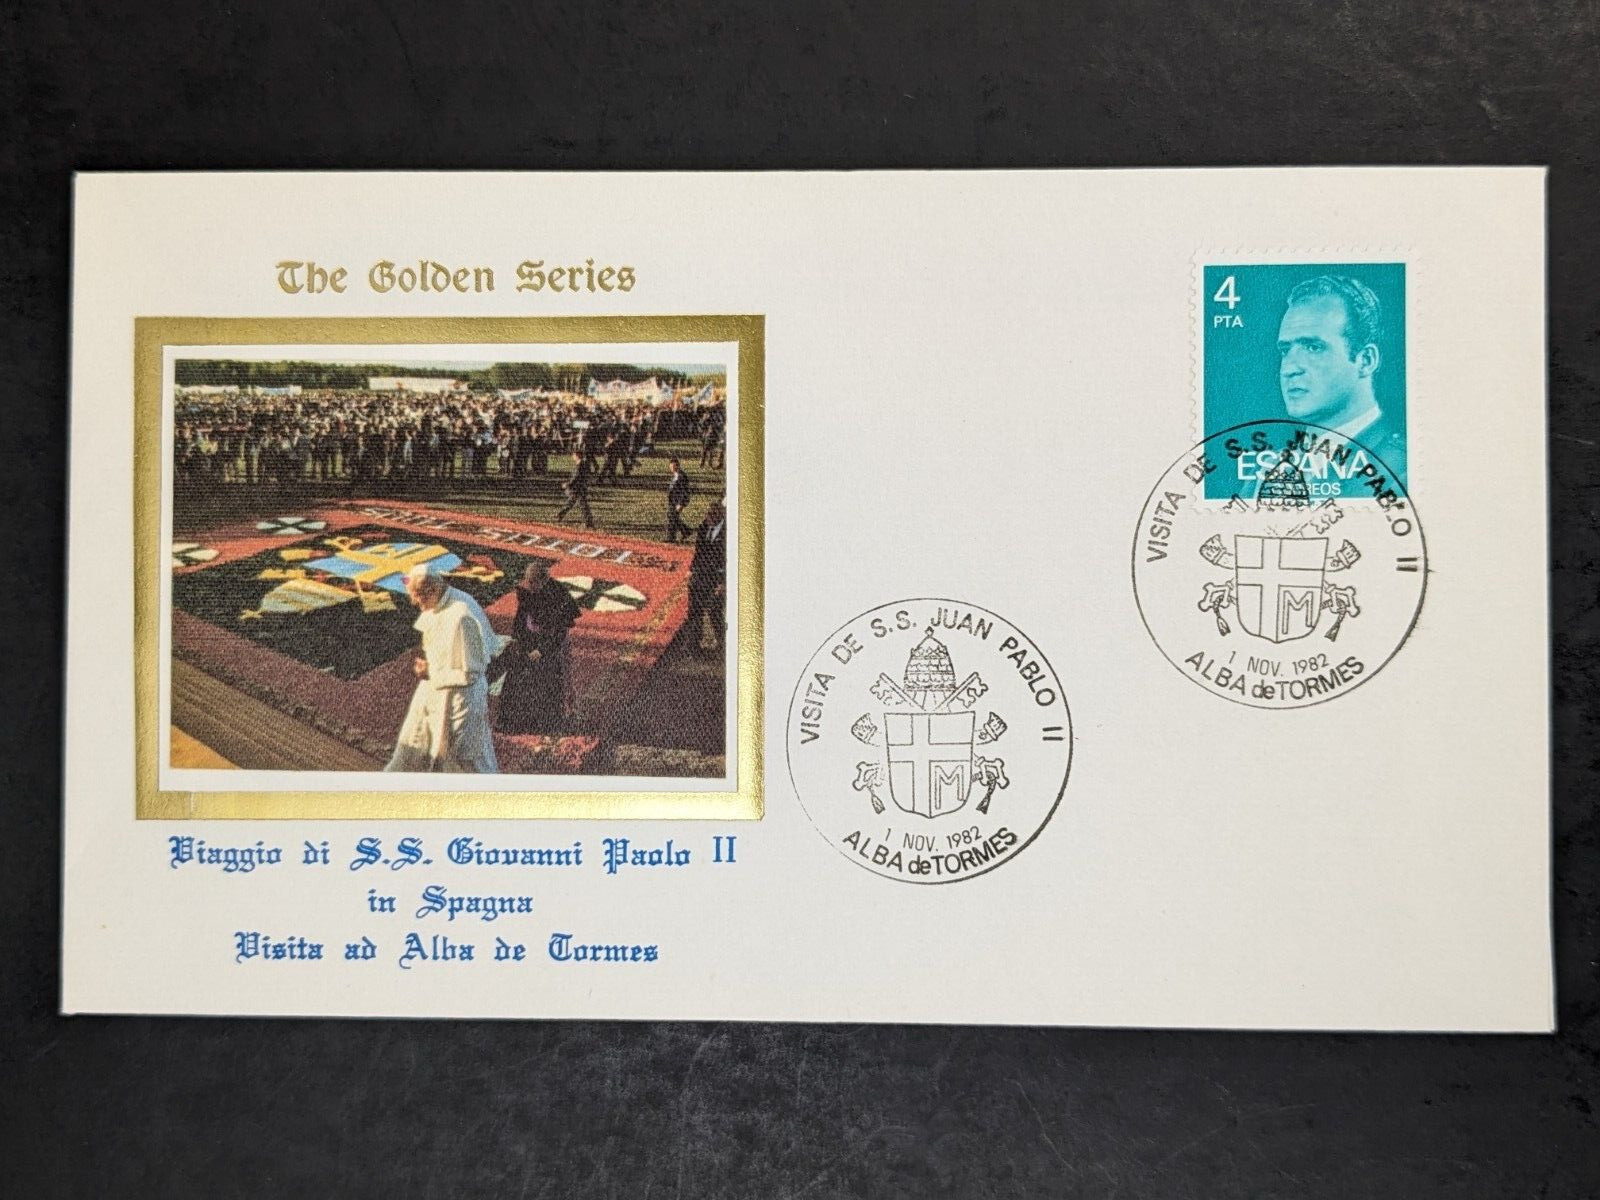 The Golden Series
4
PTA
ESPAÑA
TOTUS TUUS
Viaggio di S.S. Giovanni Paolo II
in Spagna
Visita ad Alba de Tormes
VISITA DE S.S. JUAN PABLO II
M
1 NOV. 1982
ALBA de TORMES
VISITA DE S.S. JUAN PABLO II
M
1 NOV. 1982
ALBA de TORMES